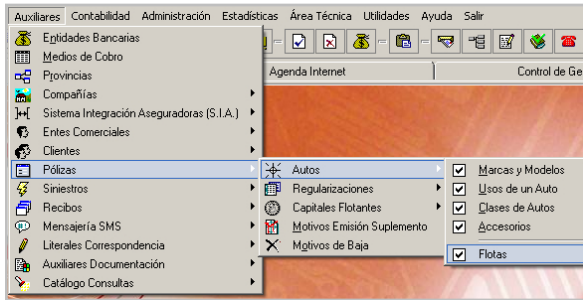 Auxiliares Contabilidad Administración Estadísticas Área Técnica Utilidades Ayuda Salir
Entidades Bancarias
Medios de Cobro
Provincias
Compañías
Sistema Integración Aseguradoras (S.I.A.)
Entes Comerciales
Clientes
Pólizas
Siniestros
Recibos
Mensajería SMS
Literales Correspondencia
Auxiliares Documentación
Catálogo Consultas
Agenda Internet
Control de Ge
Autos
Regularizaciones
Capitales Flotantes
Motivos Emisión Suplemento
Motivos de Baja
Marcas y Modelos
Usos de un Auto
Clases de Autos
Accesorios
Flotas